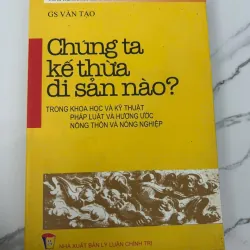 GS VĂN TẠO
Chúng ta
kế thừa
di sản nào?
TRONG KHOA HỌC VÀ KỸ THUẬT
PHÁP LUẬT VÀ HƯƠNG ƯỚC
NÔNG THÔN VÀ NÔNG NGHIỆP
NHÀ XUẤT BẢN LÝ LUẬN CHÍNH TRỊ